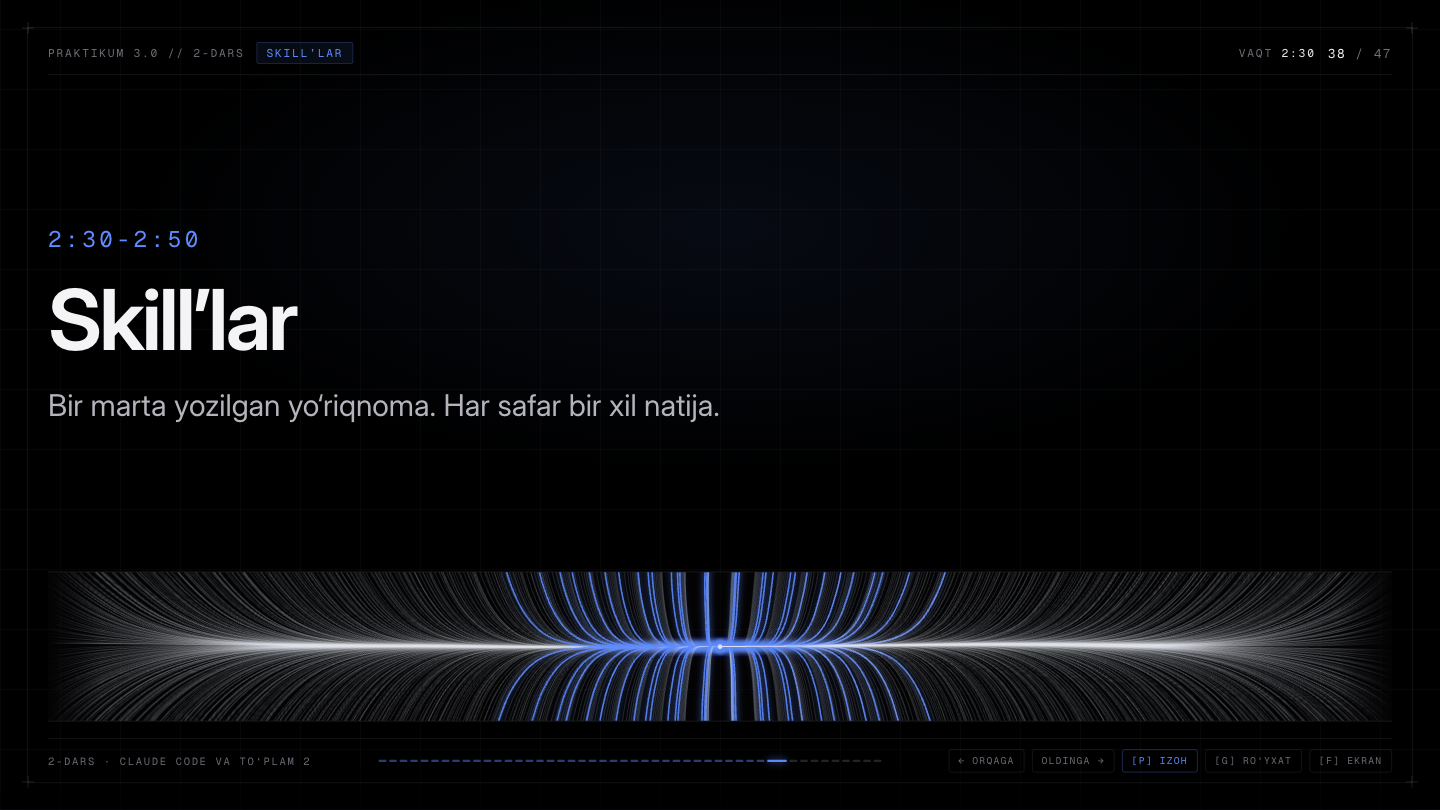 PRAKTIKUM 3.0 // 2-DARS SKILL'LAR
VAQT 2:30 38 / 47
2:30-2:50
Skill’lar
Bir marta yozilgan yo‘riqnoma. Har safar bir xil natija.
2-DARS · CLAUDE CODE VA TO‘PLAM 2
← ORQAGA
OLDINGA →
[P] IZOH
[G] RO‘YXAT
[F] EKRAN